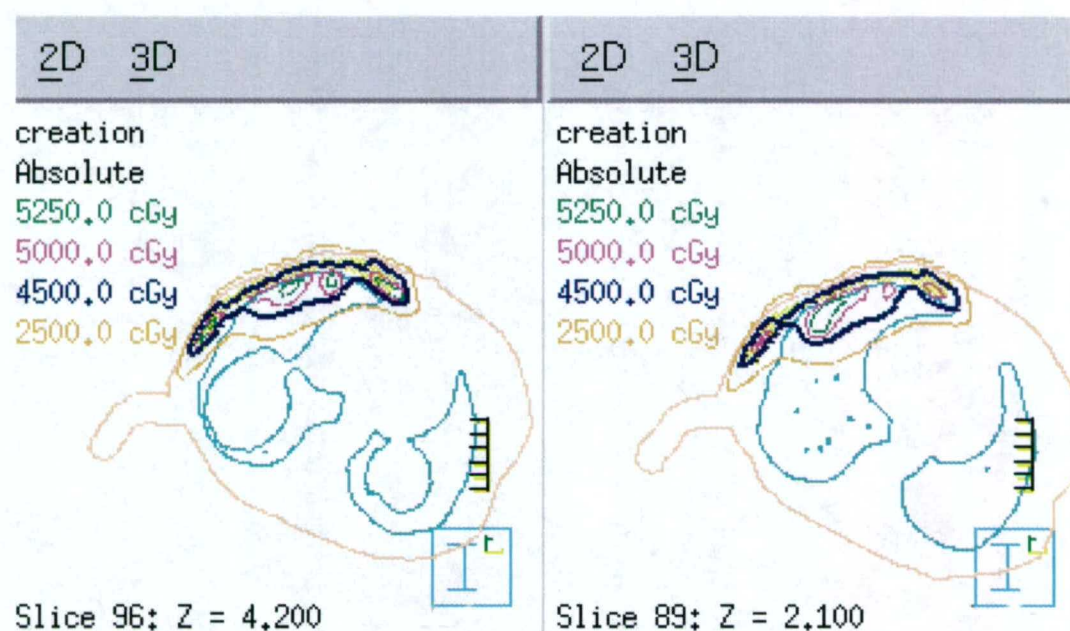 2D 3D
creation
Absolute
5250.0 cGy
5000.0 cGy
4500.0 cGy
2500.0 cGy
Slice 96: Z = 4.200
2D 3D
creation
Absolute
5250.0 cGy
5000.0 cGy
4500.0 cGy
2500.0 cGy
Slice 89: Z = 2.100